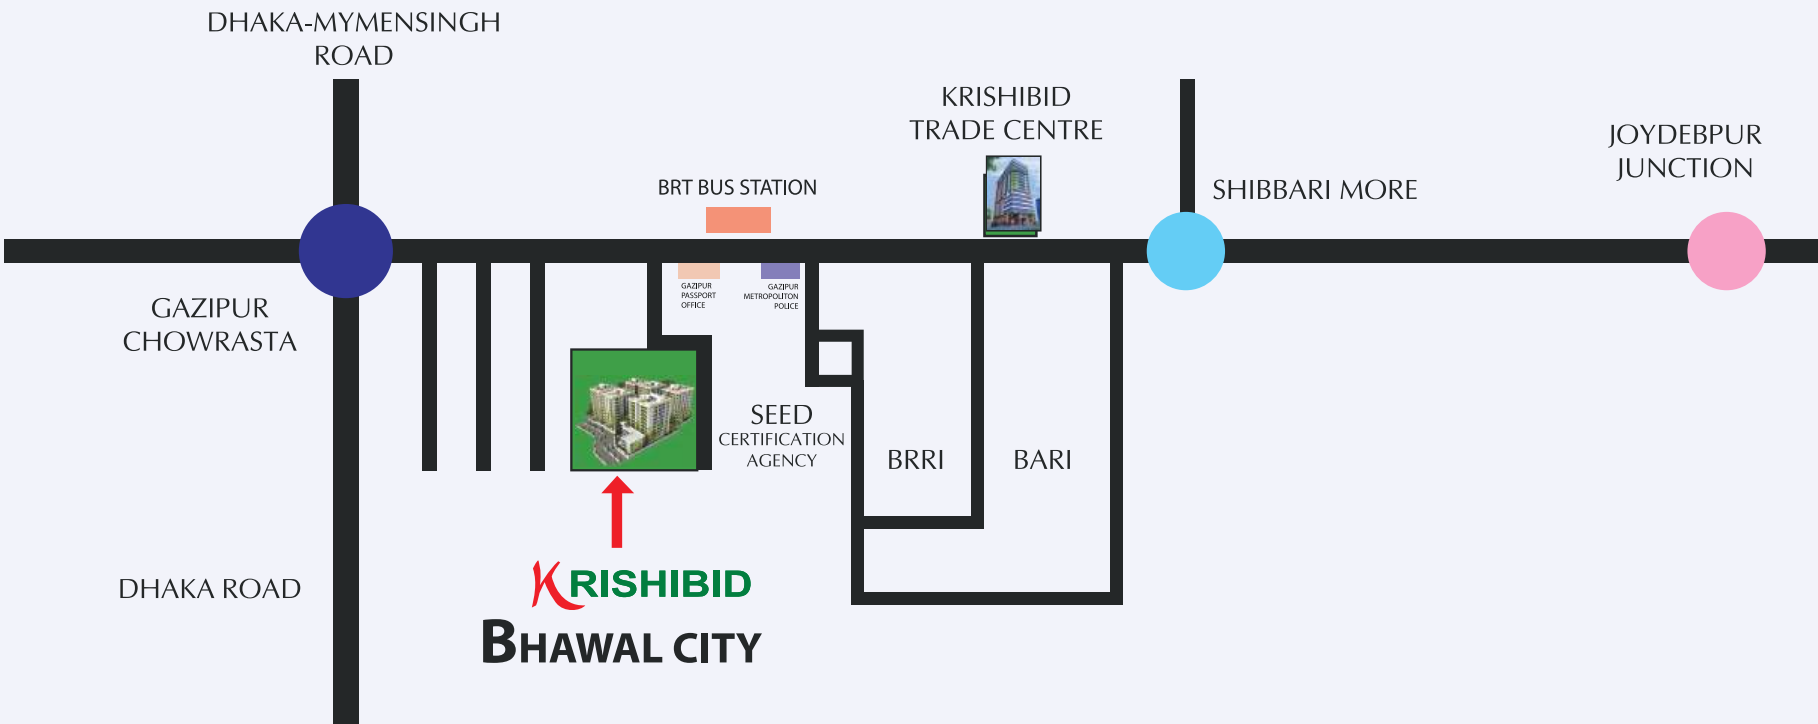 DHAKA-MYMENSINGH
ROAD
KRISHIBID
TRADE CENTRE
JOYDEBPUR
JUNCTION
BRT BUS STATION
SHIBBARI MORE
GAZIPUR
PASSPORT
OFFICE
GAZIPUR
METROPOLITON
POLICE
GAZIPUR
CHOWRASTA
SEED
CERTIFICATION
AGENCY
BRRI
BARI
DHAKA ROAD
KRISHIBID
BHAWAL CITY